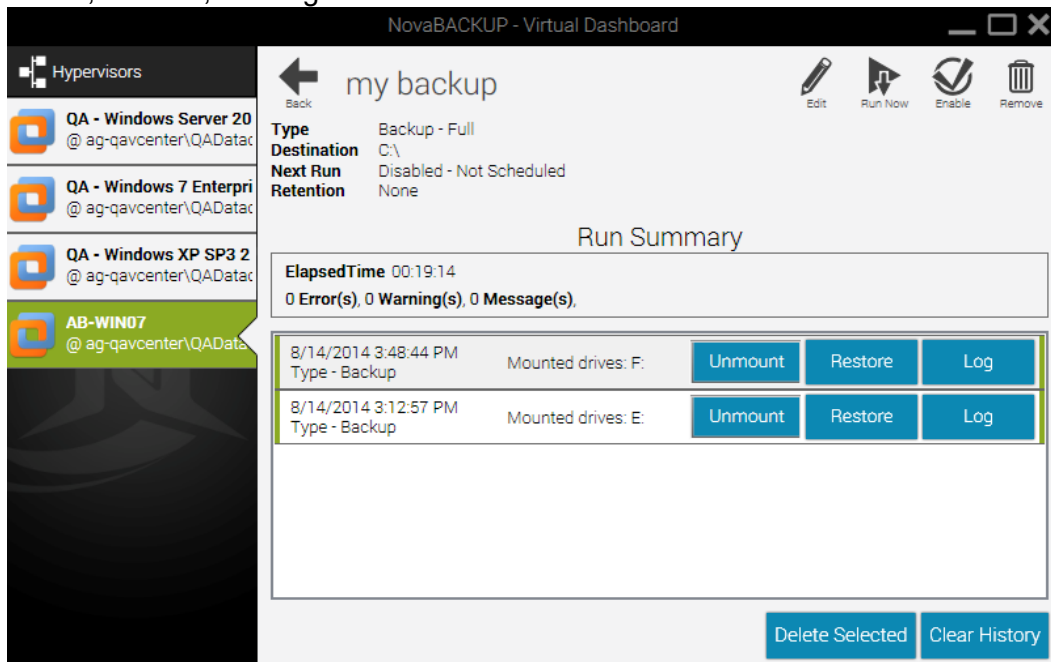 NovaBACKUP - Virtual Dashboard
Hypervisors
QA - Windows Server 20
@ ag-qavcenter\QADatac
QA - Windows 7 Enterpri
@ ag-qavcenter\QADatac
QA - Windows XP SP3 2
@ ag-qavcenter\QADatac
AB-WIN07
@ ag-qavcenter\QAData
Back
my backup
Edit
Run Now
Enable
Remove
Type Backup - Full
Destination C:\
Next Run Disabled - Not Scheduled
Retention None
Run Summary
ElapsedTime 00:19:14
0 Error(s), 0 Warning(s), 0 Message(s),
8/14/2014 3:48:44 PM
Type - Backup
Mounted drives: F:
Unmount
Restore
Log
8/14/2014 3:12:57 PM
Type - Backup
Mounted drives: E:
Unmount
Restore
Log
Delete Selected
Clear History